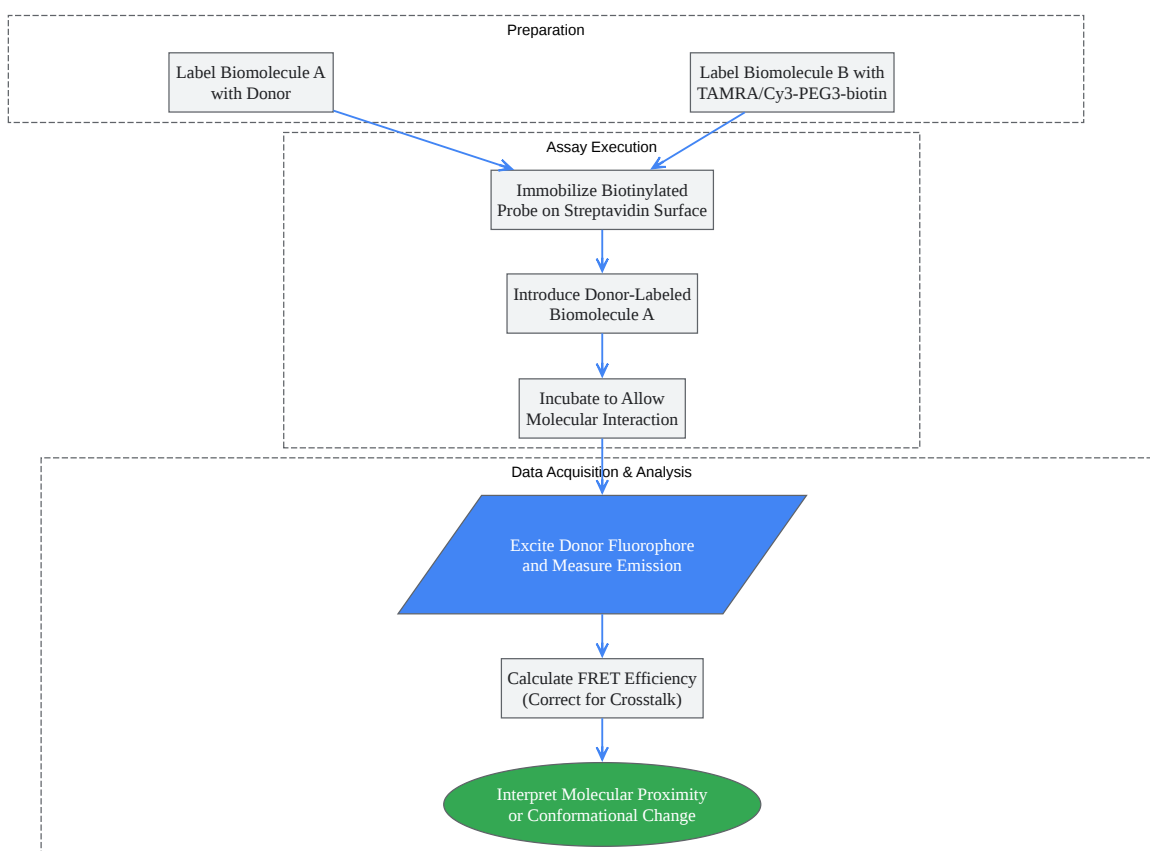 Preparation
Label Biomolecule A
with Donor
Label Biomolecule B with
TAMRA/Cy3-PEG3-biotin
Assay Execution
Immobilize Biotinylated
Probe on Streptavidin Surface
Introduce Donor-Labeled
Biomolecule A
Incubate to Allow
Molecular Interaction
Data Acquisition & Analysis
Excite Donor Fluorophore
and Measure Emission
Calculate FRET Efficiency
(Correct for Crosstalk)
Interpret Molecular Proximity
or Conformational Change